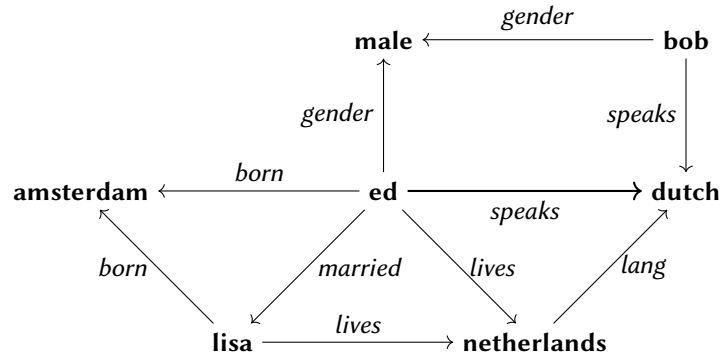 gender
male bob
gender speaks
born
amsterdam ed dutch
speaks
born married lives lang
lives
lisa netherlands